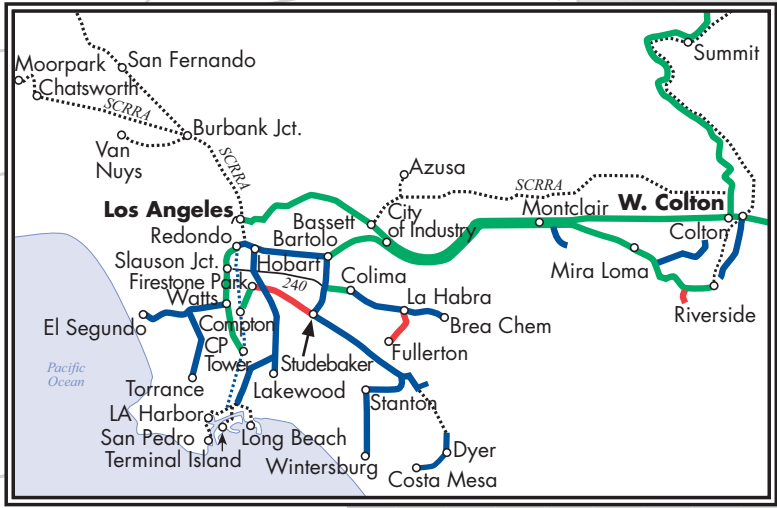 Summit
San Fernando
Moorpark
Chatsworth
SCRRA
Burbank Jct.
Van
Nuys
SCRRA
Azusa
SCRRA
Los Angeles
Bassett
City
of Industry
Montclair
W. Colton
Colton
Redondo
Bartolo
Hobart
Slauson Jct.
Firestone Park
240
Colima
Mira Loma
Watts
La Habra
Riverside
El Segundo
Compton
Brea Chem
CP
Tower
Studebaker
Fullerton
Pacific
Ocean
Torrance
Lakewood
Stanton
LA Harbor
San Pedro
Long Beach
Terminal Island
Wintersburg
Dyer
Costa Mesa